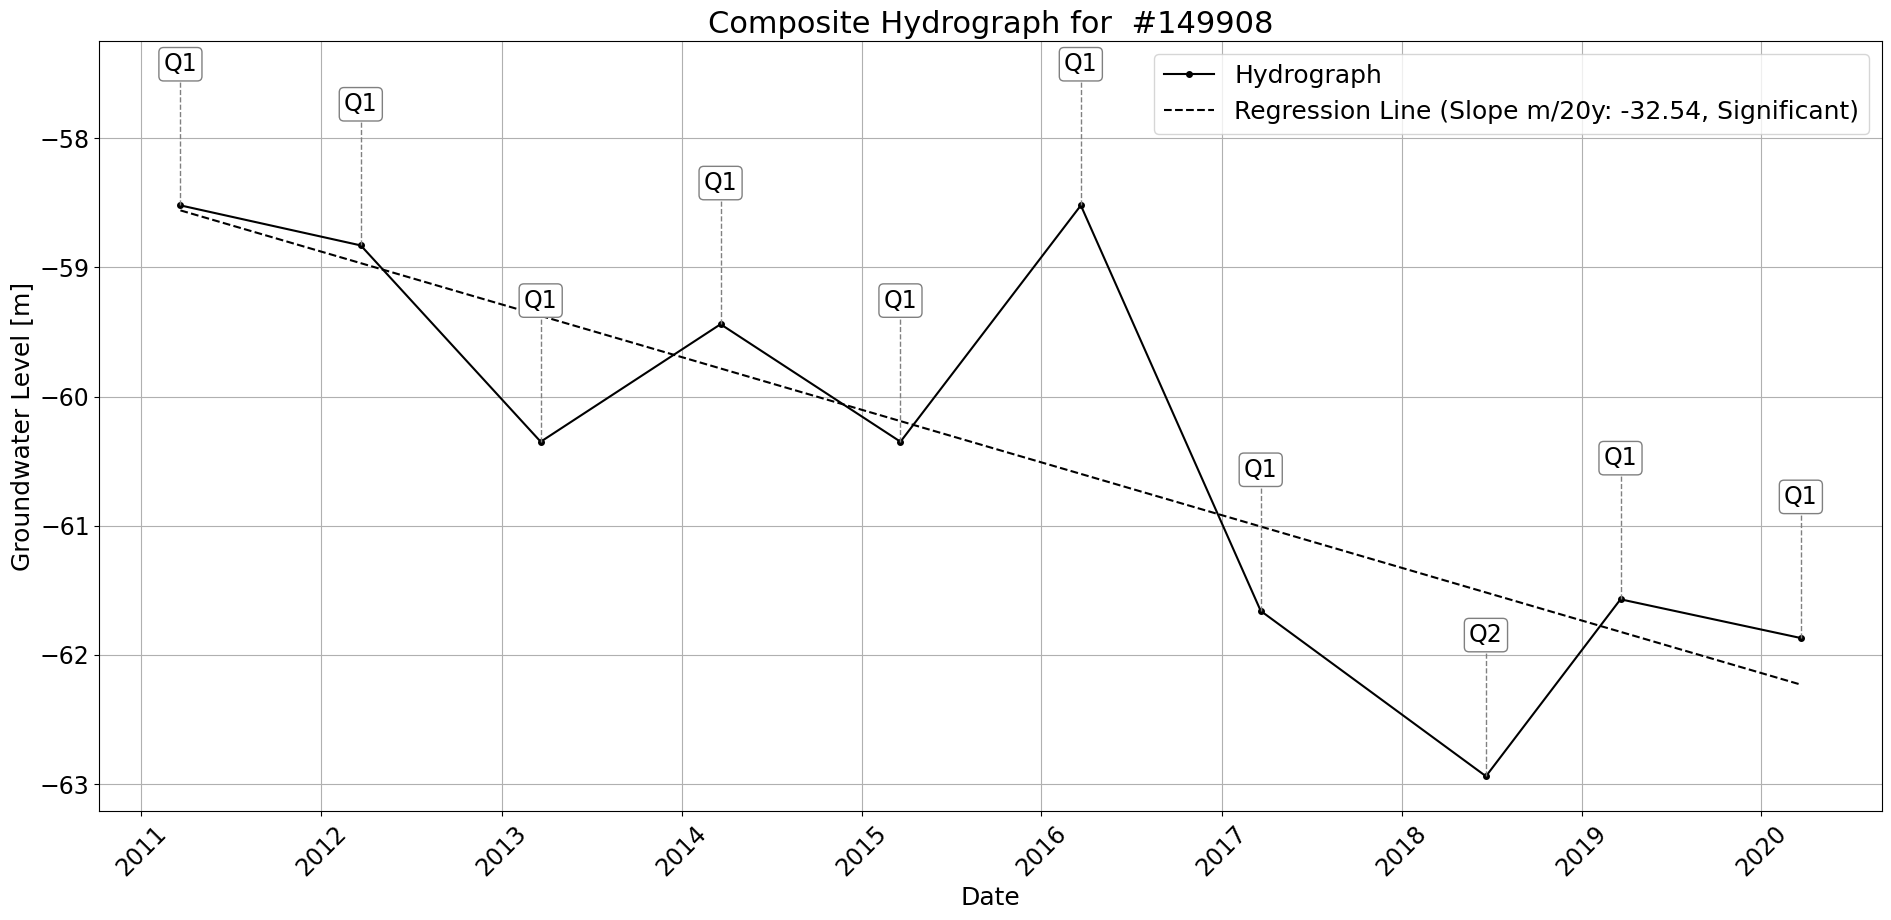 Composite Hydrograph for  #149908
Hydrograph
Regression Line (Slope m/20y: -32.54, Significant)
Q1
Q1
Q1
Q1
Q1
Q1
Q1
Q2
Q1
Q1
Groundwater Level [m]
−58
−59
−60
−61
−62
−63
2011
2012
2013
2014
2015
2016
2017
2018
2019
2020
Date